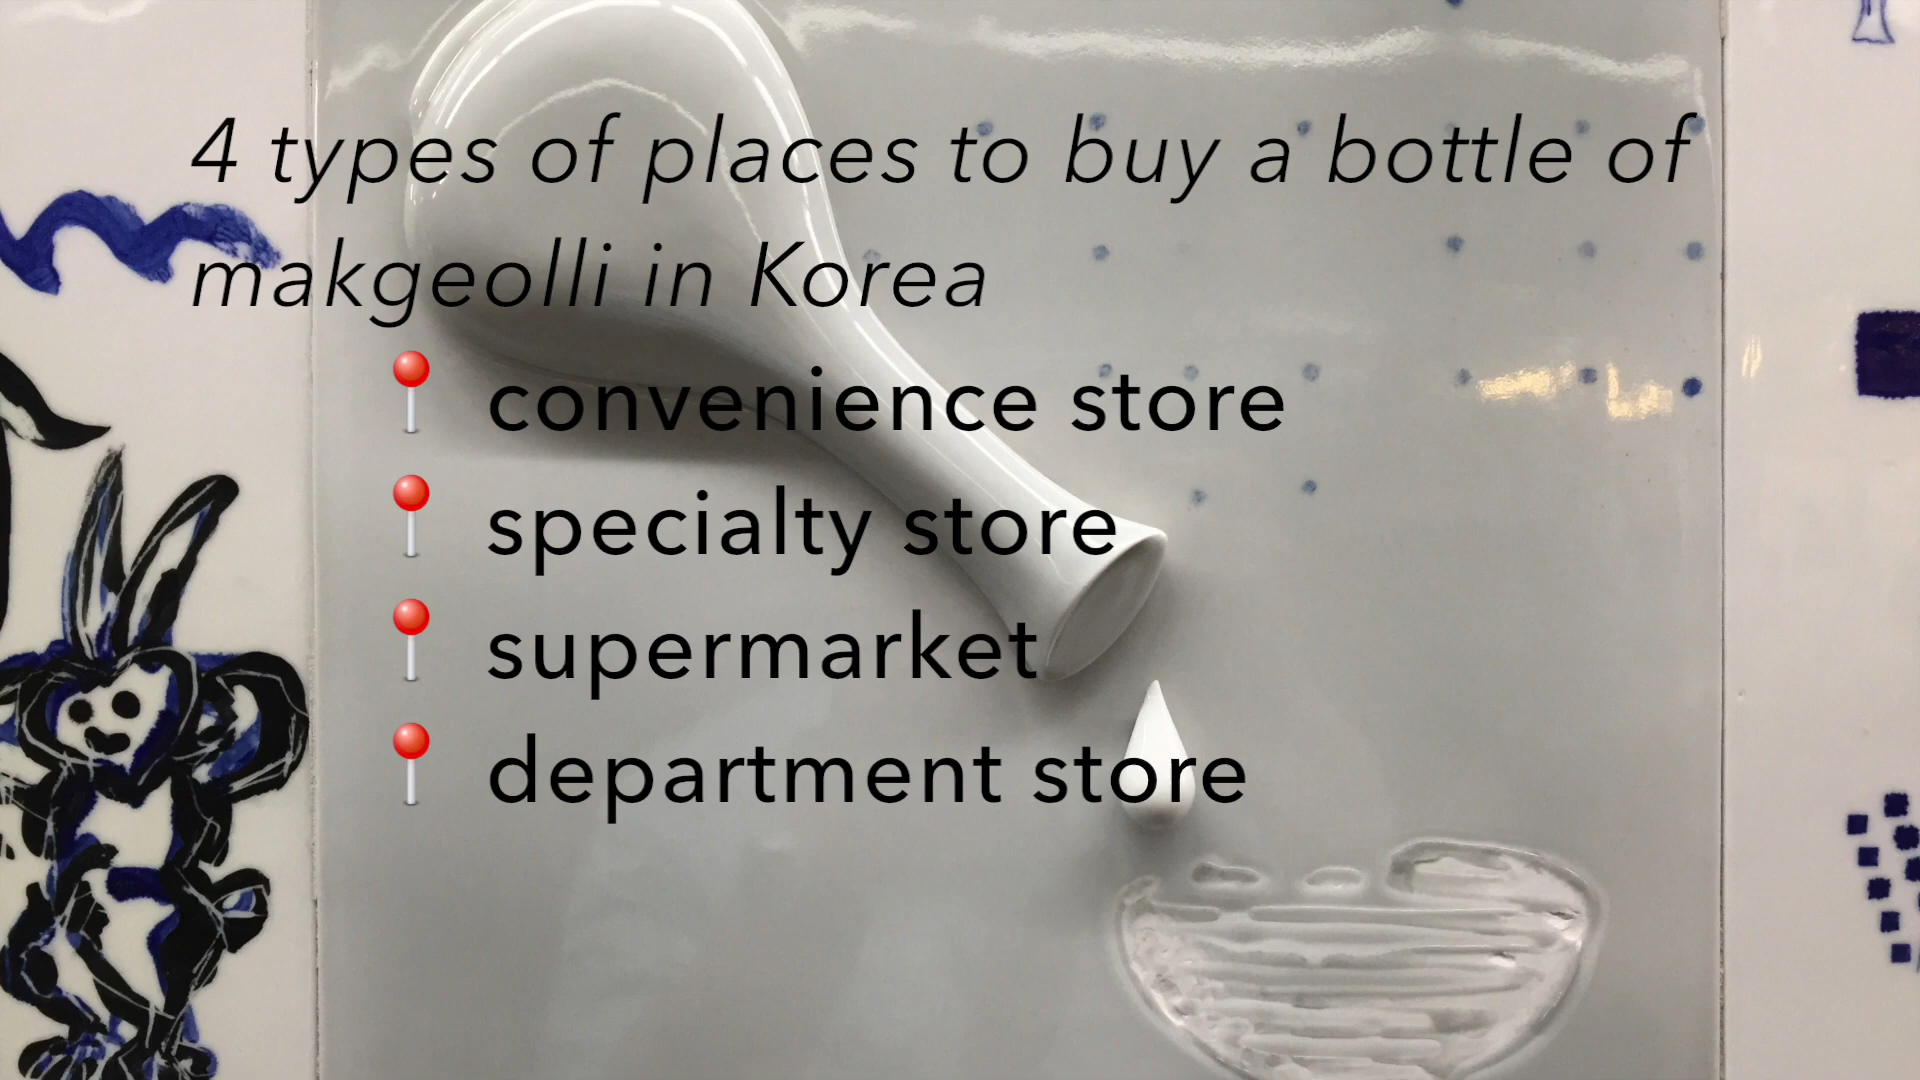 4 types of places to buy a bottle of
makgeolli in Korea
📍 convenience store
📍 specialty store
📍 supermarket
📍 department store